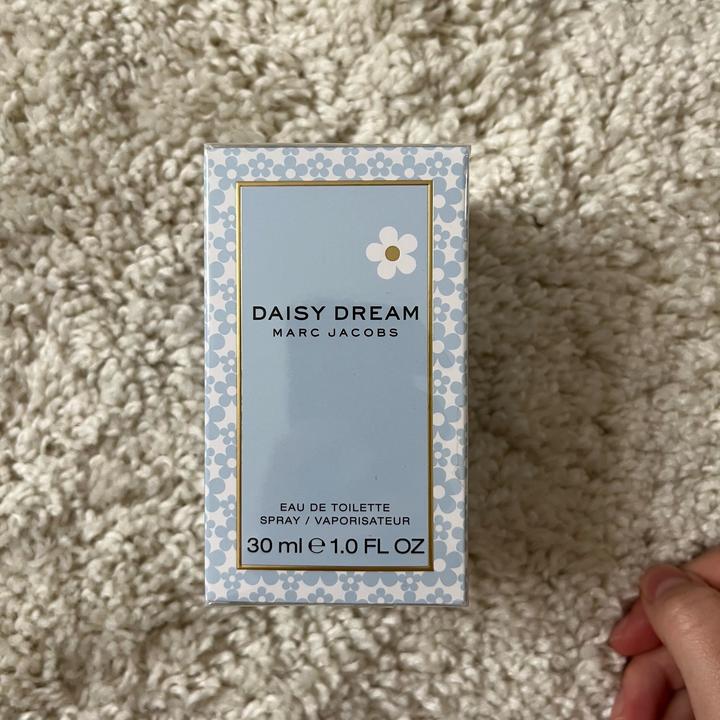 DAISY DREAM
MARC JACOBS
EAU DE TOILETTE
SPRAY / VAPORISATEUR
30 ml ℮ 1.0 FL OZ